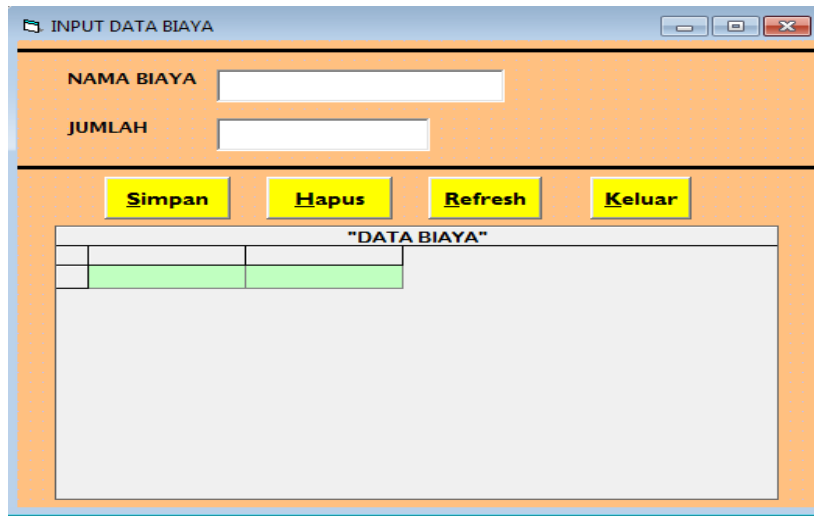 INPUT DATA BIAYA
NAMA BIAYA
JUMLAH
Simpan Hapus Refresh Keluar
"DATA BIAYA"